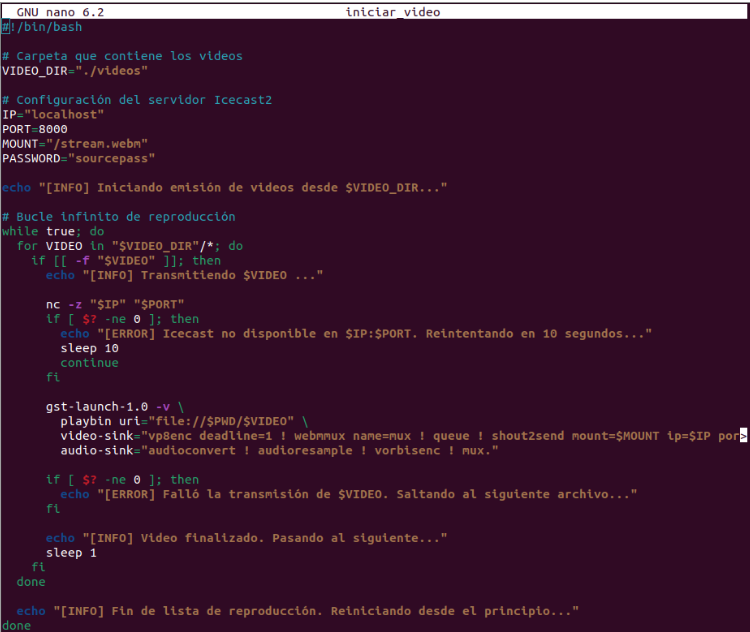 GNU nano 6.2 iniciar_video
#!/bin/bash
# Carpeta que contiene los videos
VIDEO_DIR="./videos"
# Configuración del servidor Icecast2
IP="localhost"
PORT=8000
MOUNT="/stream.webm"
PASSWORD="sourcepass"
echo "[INFO] Iniciando emisión de videos desde $VIDEO_DIR..."
# Bucle infinito de reproducción
while true; do
  for VIDEO in "$VIDEO_DIR"/*; do
    if [[ -f "$VIDEO" ]]; then
      echo "[INFO] Transmitiendo $VIDEO ..."
      nc -z "$IP" "$PORT"
      if [ $? -ne 0 ]; then
        echo "[ERROR] Icecast no disponible en $IP:$PORT. Reintentando en 10 segundos..."
        sleep 10
        continue
      fi
      gst-launch-1.0 -v \
        playbin uri="file://$PWD/$VIDEO" \
        video-sink="vp8enc deadline=1 ! webmmux name=mux ! queue ! shout2send mount=$MOUNT ip=$IP por>
        audio-sink="audioconvert ! audioresample ! vorbisenc ! mux."
      if [ $? -ne 0 ]; then
        echo "[ERROR] Falló la transmisión de $VIDEO. Saltando al siguiente archivo..."
      fi
      echo "[INFO] Video finalizado. Pasando al siguiente..."
      sleep 1
    fi
  done
  echo "[INFO] Fin de lista de reproducción. Reiniciando desde el principio..."
done